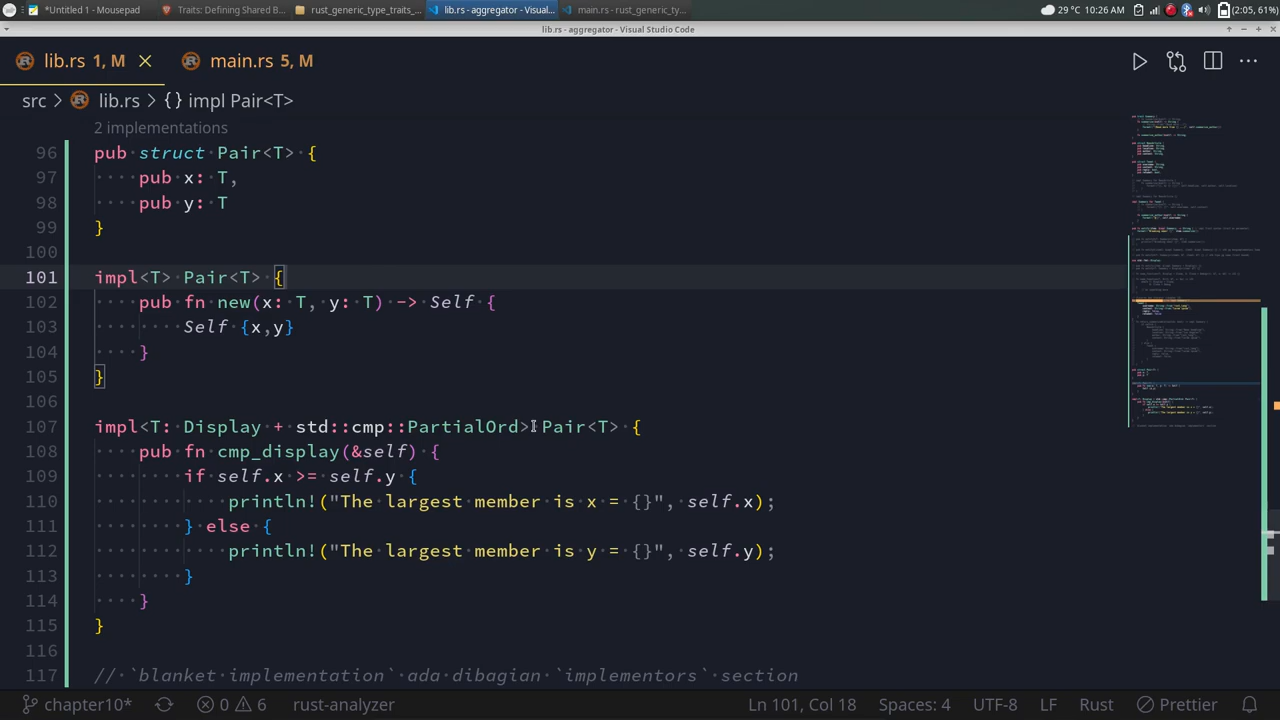 *Untitled 1 - Mousepad
Traits: Defining Shared B...
rust_generic_type_traits_...
lib.rs - aggregator - Visual...
main.rs - rust_generic_ty...
29 °C
10:26 AM
(2:05, 61%)
lib.rs - aggregator - Visual Studio Code
lib.rs 1, M
main.rs 5, M
src > lib.rs > {} impl Pair<T>
2 implementations
96 pub struct Pair<T> {
97 pub x: T,
98 pub y: T
99 }
100
101 impl<T> Pair<T> {
102 pub fn new(x: T, y: T) -> Self {
103 Self {x,y}
104 }
105 }
106
107 impl<T: Display + std::cmp::PartialOrd> Pair<T> {
108 pub fn cmp_display(&self) {
109 if self.x >= self.y {
110 println!("The largest member is x = {}", self.x);
111 } else {
112 println!("The largest member is y = {}", self.y);
113 }
114 }
115 }
116
117 // `blanket implementation` ada dibagian `implementors` section
chapter10*
0
6
rust-analyzer
Ln 101, Col 18
Spaces: 4
UTF-8
LF
Rust
Prettier